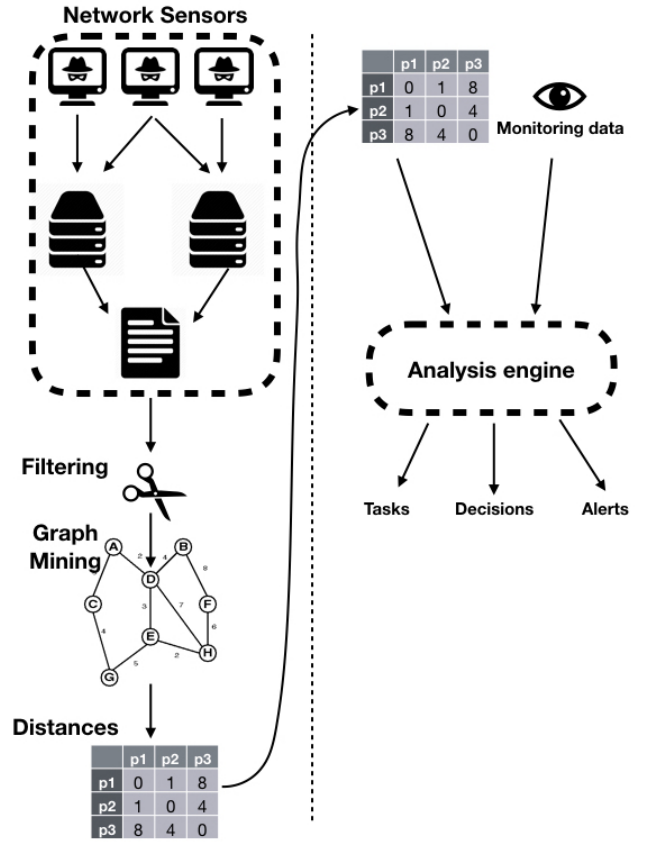 Network Sensors
Filtering
Graph
Mining
A
B
2
4
D
8
C
3
7
F
4
6
E
2
H
5
G
Distances
p1 p2 p3
p1 0 1 8
p2 1 0 4
p3 8 4 0
p1 p2 p3
p1 0 1 8
p2 1 0 4
p3 8 4 0
Monitoring data
Analysis engine
Tasks Decisions Alerts